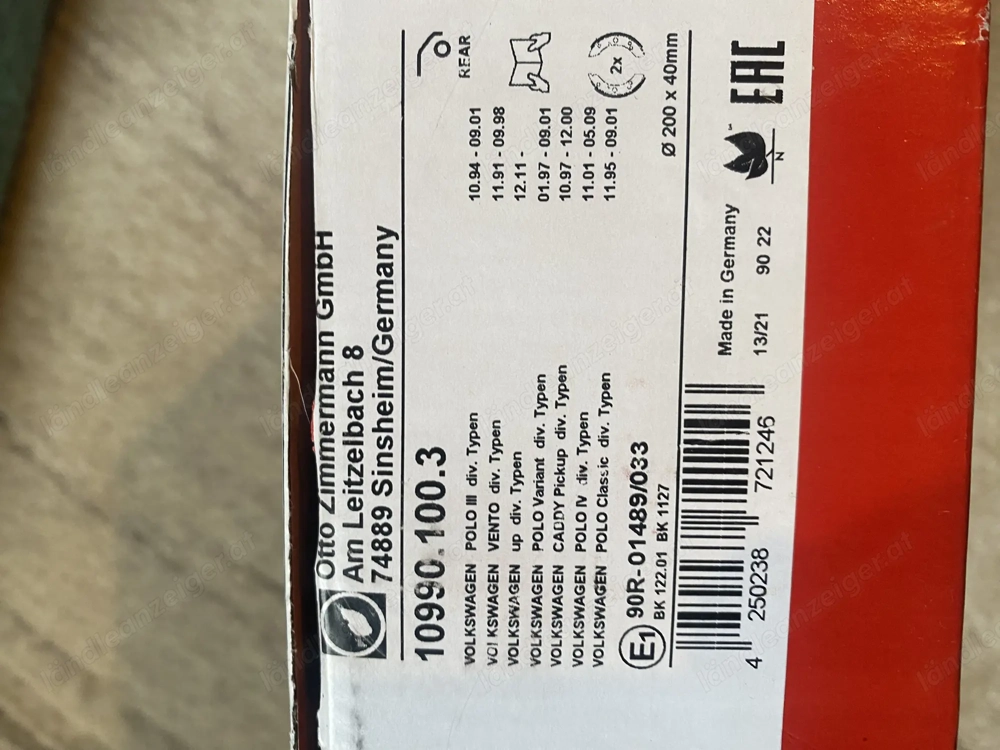 Otto Zimmermann GmbH
Am Leitzelbach 8
74889 Sinsheim/Germany
10990.100.3
REAR
VOLKSWAGEN POLO III div. Typen 10.94 - 09.01
VOLKSWAGEN VENTO div. Typen 11.91 - 09.98
VOLKSWAGEN up div. Typen 12.11 -
VOLKSWAGEN POLO Variant div. Typen 01.97 - 09.01
VOLKSWAGEN CADDY Pickup div. Typen 10.97 - 12.00
VOLKSWAGEN POLO IV div. Typen 11.01 - 05.09
VOLKSWAGEN POLO Classic div. Typen 11.95 - 09.01
2x
E1 90R-01489/033
BK 122.01 BK 1127
Ø 200 x 40mm
Made in Germany
N
EAC
13/21 90 22
4 250238 721246
ländleanzeiger.at